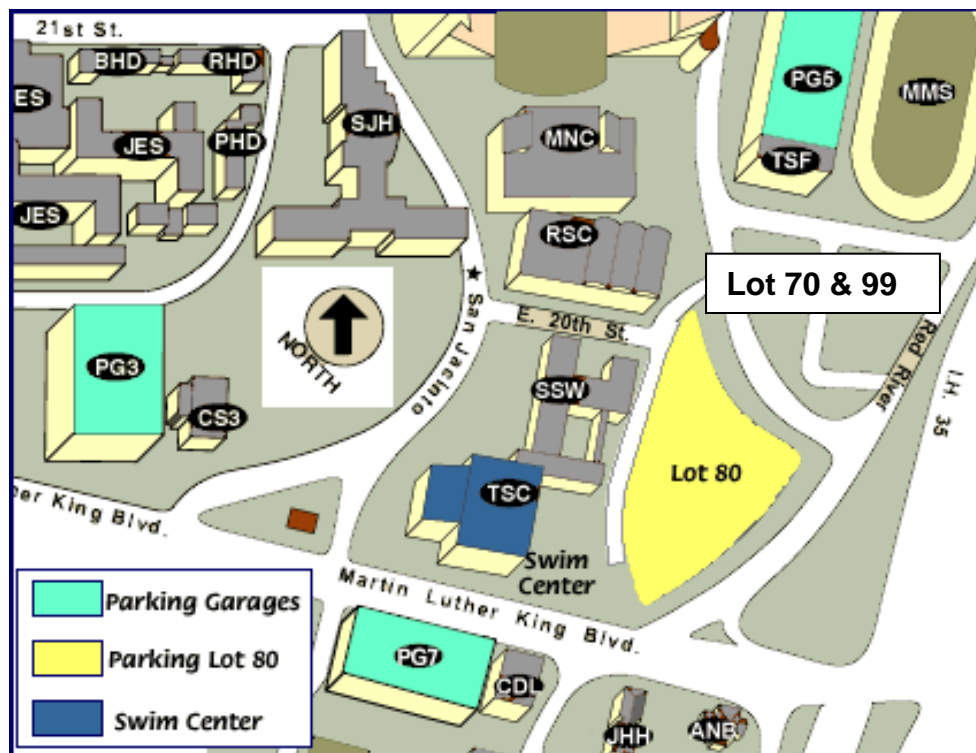 21st St.
BHD
RHD
ES
JES
PHD
JES
SJH
MNC
PG5
MMS
TSF
RSC
Lot 70 & 99
E. 20th St.
San Jacinto
NORTH
Red River
I.H. 35
PG3
CS3
SSW
Lot 80
TSC
Swim
Center
her King Blvd.
Martin Luther King Blvd.
Parking Garages
Parking Lot 80
Swim Center
PG7
CDL
JHH
ANB